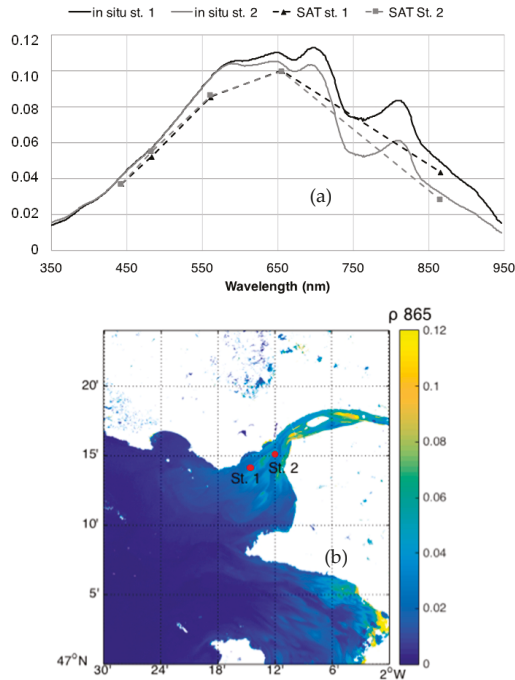 in situ st. 1 in situ st. 2 SAT st. 1 SAT St. 2
0.12
0.10
0.08
0.06
0.04
0.02
0
(a)
350 450 550 650 750 850 950
Wavelength (nm)
ρ 865
0.12
0.1
0.08
0.06
0.04
0.02
0
20'
15'
10'
5'
47°N
St. 1
St. 2
(b)
30' 24' 18' 12' 6' 2°W